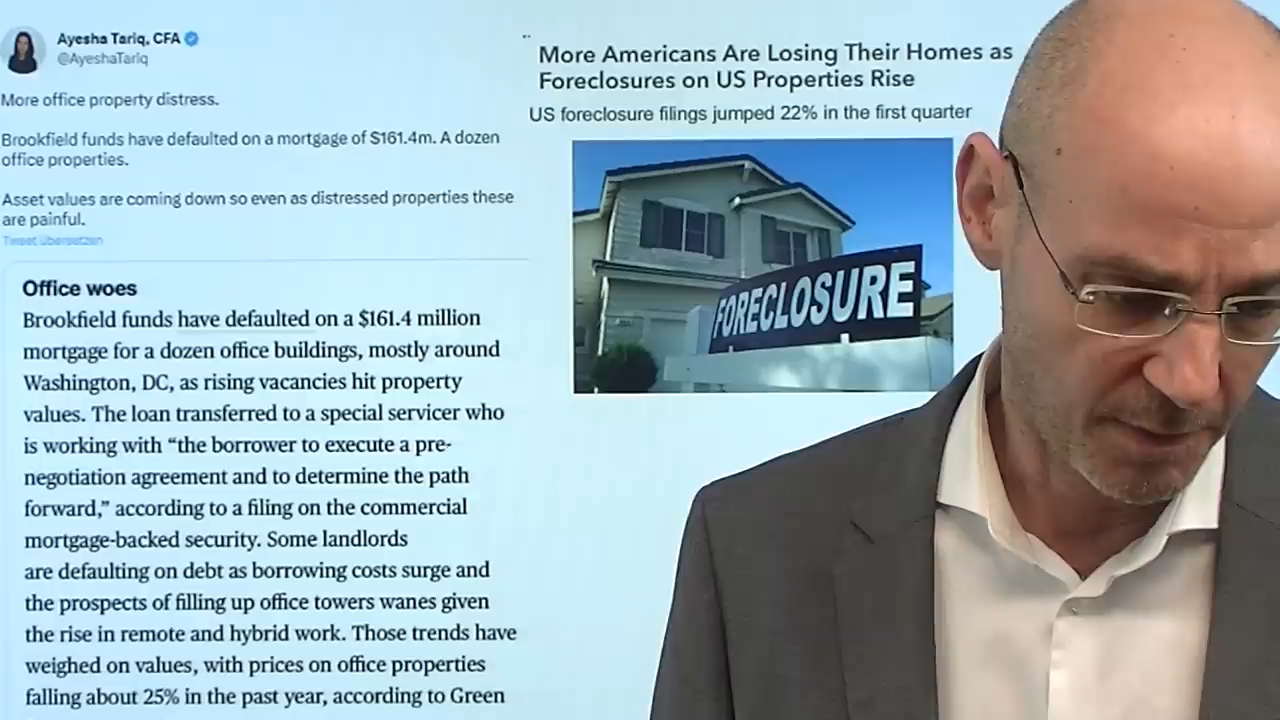 Ayesha Tariq, CFA
@AyeshaTariq
More office property distress.
Brookfield funds have defaulted on a mortgage of $161.4m. A dozen
office properties.
Asset values are coming down so even as distressed properties these
are painful.
Tweet übersetzen
Office woes
Brookfield funds have defaulted on a $161.4 million
mortgage for a dozen office buildings, mostly around
Washington, DC, as rising vacancies hit property
values. The loan transferred to a special servicer who
is working with “the borrower to execute a pre-
negotiation agreement and to determine the path
forward,” according to a filing on the commercial
mortgage-backed security. Some landlords
are defaulting on debt as borrowing costs surge and
the prospects of filling up office towers wanes given
the rise in remote and hybrid work. Those trends have
weighed on values, with prices on office properties
falling about 25% in the past year, according to Green
More Americans Are Losing Their Homes as
Foreclosures on US Properties Rise
US foreclosure filings jumped 22% in the first quarter
FORECLOSURE